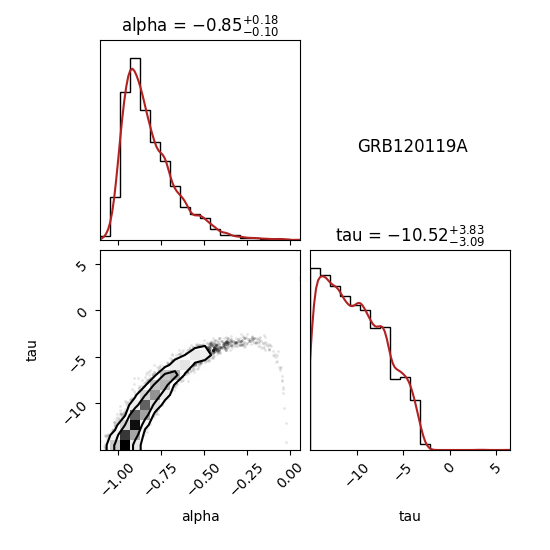 alpha = −0.85+0.18−0.10
GRB120119A
tau = −10.52+3.83−3.09
5
0
−5
−10
tau
−1.00 −0.75 −0.50 −0.25 0.00
−10 −5 0 5
alpha tau